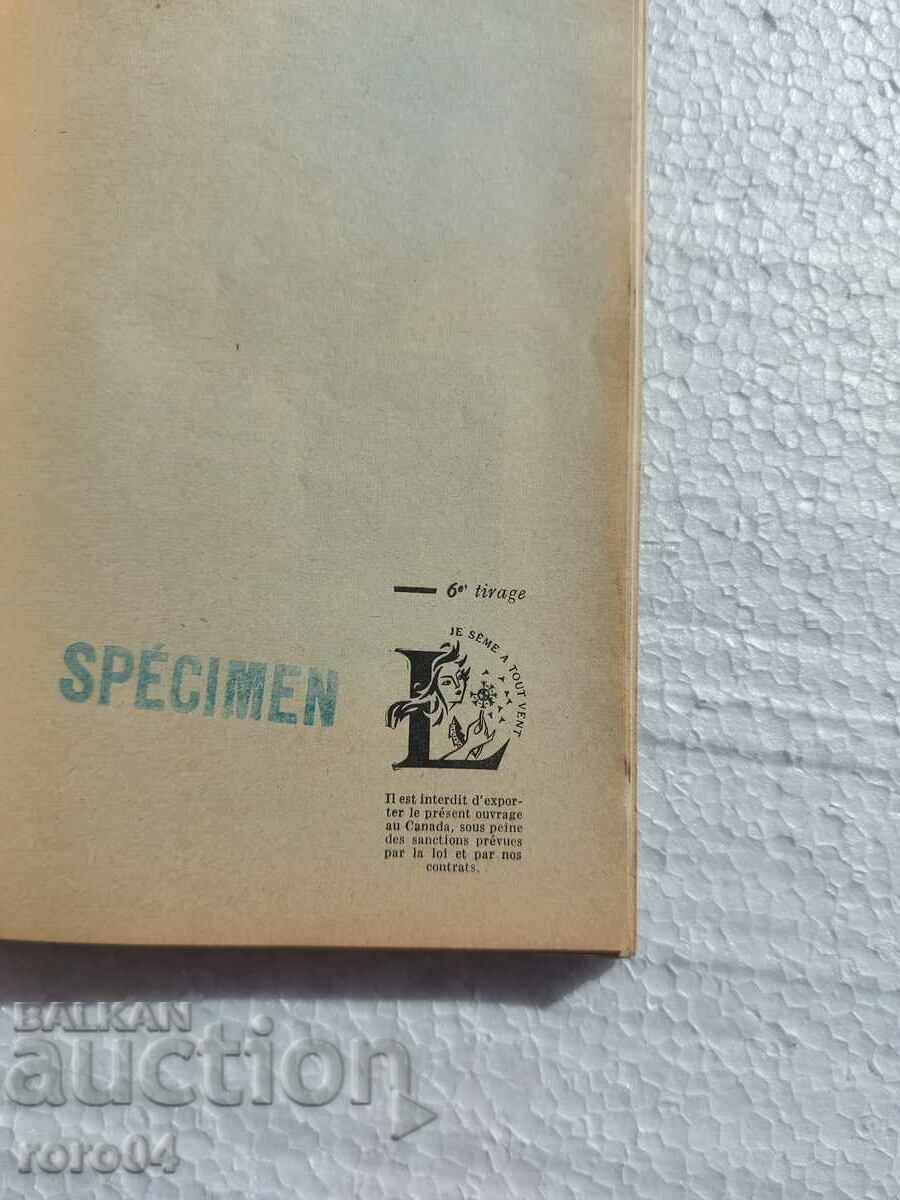 6e' tirage
SPÉCIMEN
JE SÈME A TOUT VENT
L
Il est interdit d'expor-
ter le présent ouvrage
au Canada, sous peine
des sanctions prévues
par la loi et par nos
contrats.
BALKAN
auction
roro04